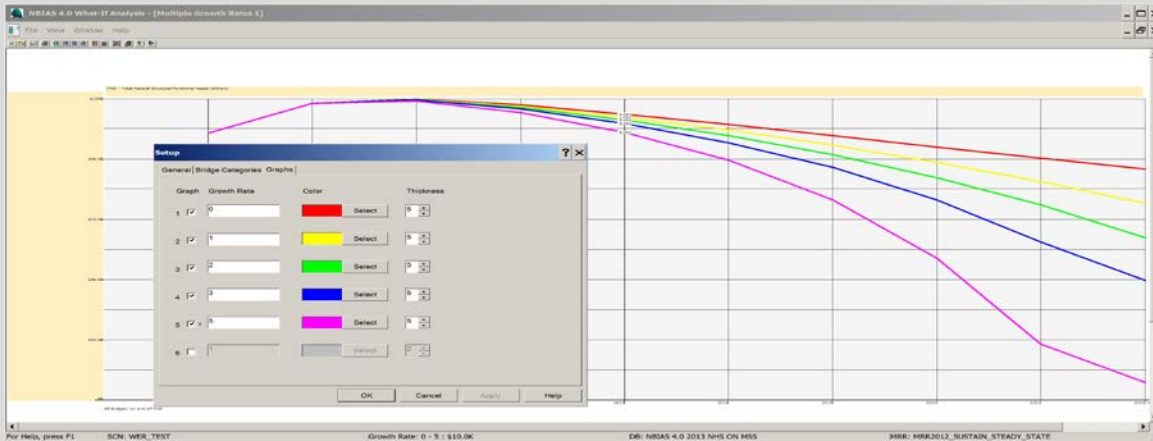 NBIAS 4.0 What-If Analysis - [Multiple Growth Rates 1]
File View Window Help
Setup
General Bridge Categories Graphs
Graph Growth Rate Color Thickness
1 0 Select 5
2 1 Select 5
3 2 Select 5
4 3 Select 5
5 5 Select 5
6 1 Select 2
OK Cancel Apply Help
For Help, press F1 SCN: WER_TEST Growth Rate: 0 - 5 : $10.0K DB: NBIAS 4.0 2013 NHS ON MSS MRR: MRR2012_SUSTAIN_STEADY_STATE